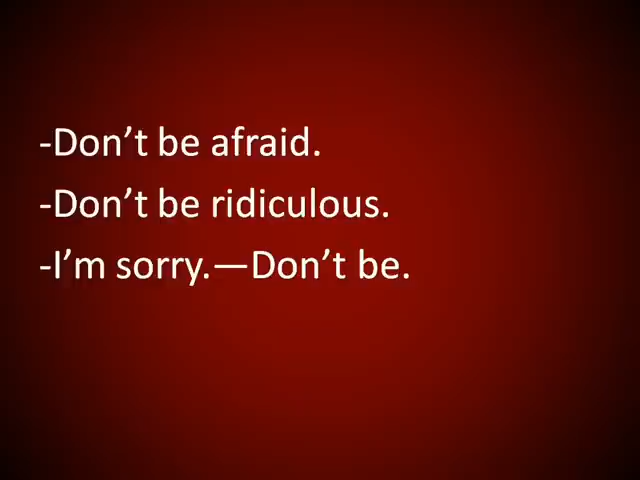 -Don’t be afraid.
-Don’t be ridiculous.
-I’m sorry.—Don’t be.